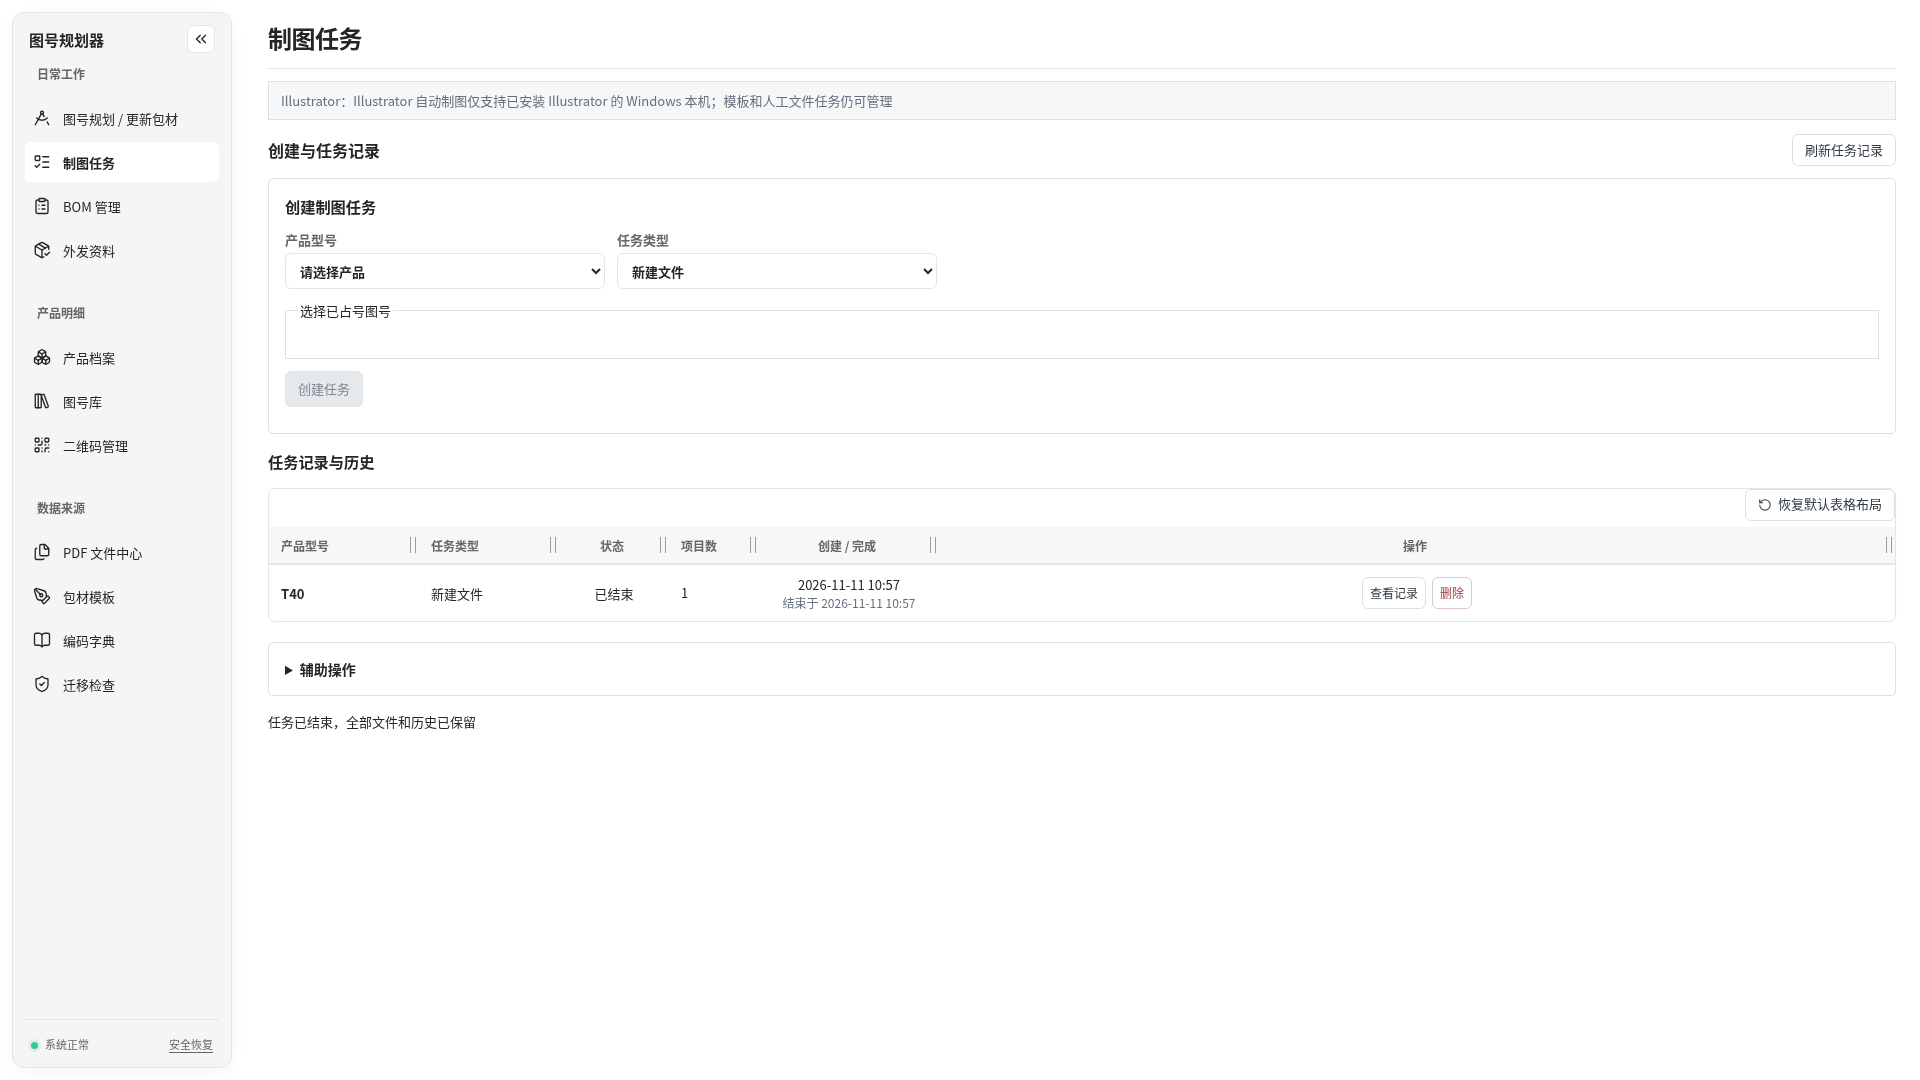 图号规划器
日常工作
图号规划 / 更新包材
制图任务
BOM 管理
外发资料
产品明细
产品档案
图号库
二维码管理
数据来源
PDF 文件中心
包材模板
编码字典
迁移检查
系统正常
安全恢复
制图任务
Illustrator：Illustrator 自动制图仅支持已安装 Illustrator 的 Windows 本机；模板和人工文件任务仍可管理
创建与任务记录
刷新任务记录
创建制图任务
产品型号
任务类型
请选择产品
新建文件
选择已占号图号
创建任务
任务记录与历史
恢复默认表格布局
产品型号 任务类型 状态 项目数 创建 / 完成 操作
T40 新建文件 已结束 1 2026-11-11 10:57 查看记录 删除
结束于 2026-11-11 10:57
辅助操作
任务已结束，全部文件和历史已保留